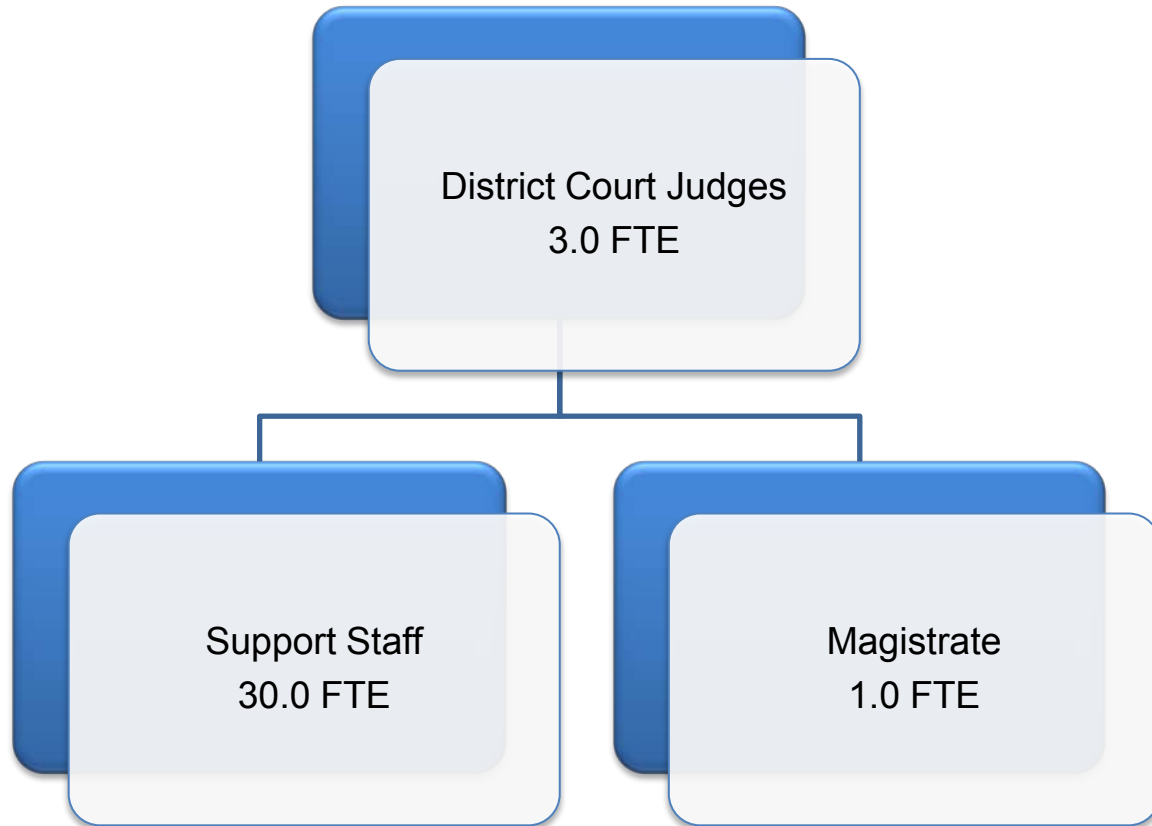 District Court Judges
3.0 FTE
Support Staff
30.0 FTE
Magistrate
1.0 FTE